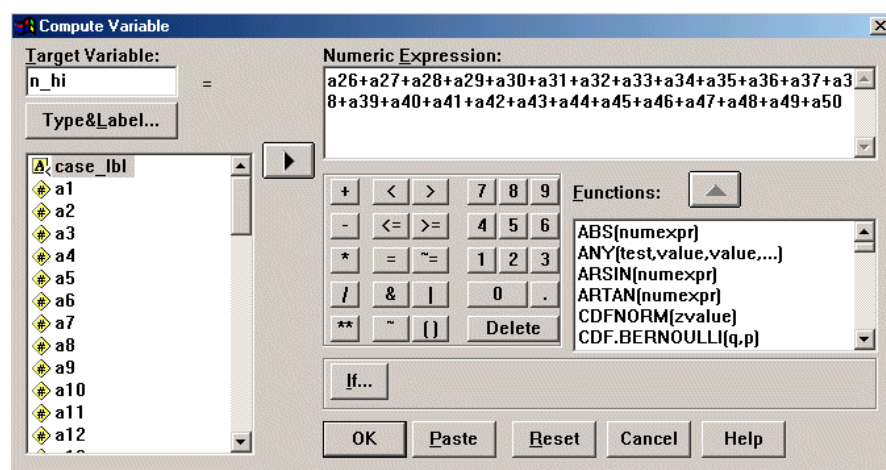 Compute Variable
Target Variable:
n_hi
=
Type&Label...
Numeric Expression:
a26+a27+a28+a29+a30+a31+a32+a33+a34+a35+a36+a37+a3
8+a39+a40+a41+a42+a43+a44+a45+a46+a47+a48+a49+a50
case_lbl
a1
a2
a3
a4
a5
a6
a7
a8
a9
a10
a11
a12
+ < > 7 8 9
- <= >= 4 5 6
* = ~= 1 2 3
/ & | 0 .
** ~ () Delete
Functions:
ABS(numexpr)
ANY(test,value,value,...)
ARSIN(numexpr)
ARTAN(numexpr)
CDFNORM(zvalue)
CDF.BERNOULLI(q,p)
If...
OK Paste Reset Cancel Help